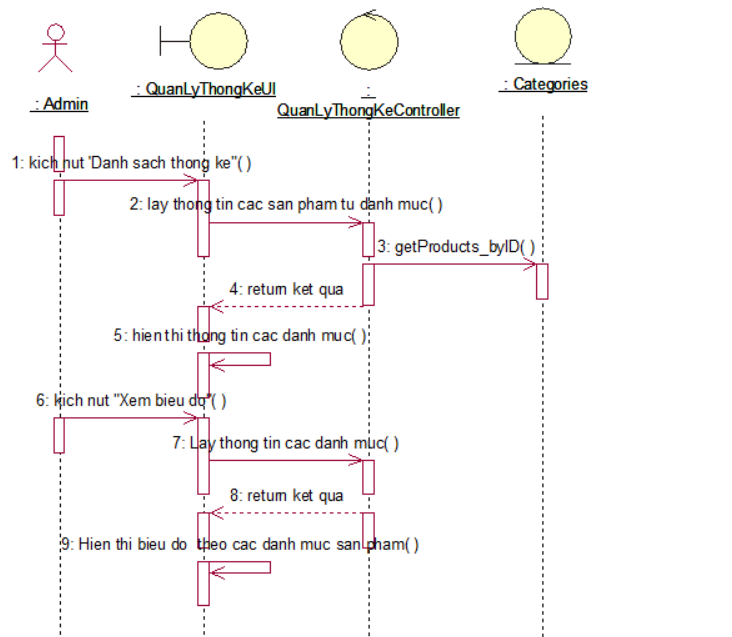 : Admin
: QuanLyThongKeUI
:
QuanLyThongKeController
: Categories
1: kich nut 'Danh sach thong ke"( )
2: lay thong tin cac san pham tu danh muc( )
3: getProducts_byID( )
4: return ket qua
5: hien thi thong tin cac danh muc( )
6: kich nut "Xem bieu do"( )
7: Lay thong tin cac danh muc( )
8: return ket qua
9: Hien thi bieu do theo cac danh muc san pham( )